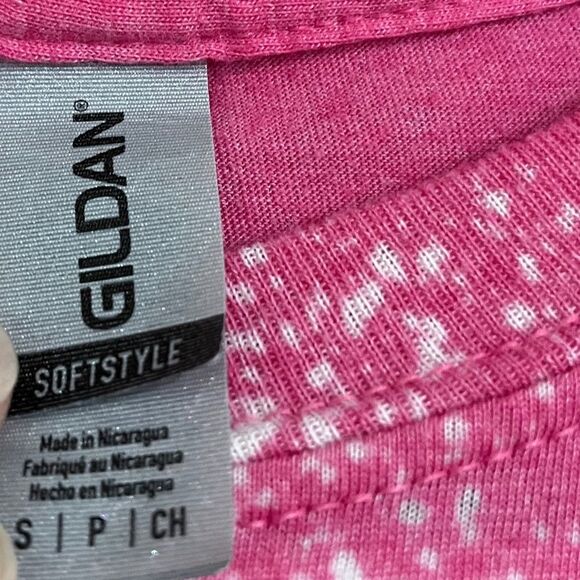 GILDAN®
SOFTSTYLE
Made in Nicaragua
Fabriqué au Nicaragua
Hecho en Nicaragua
S | P | CH